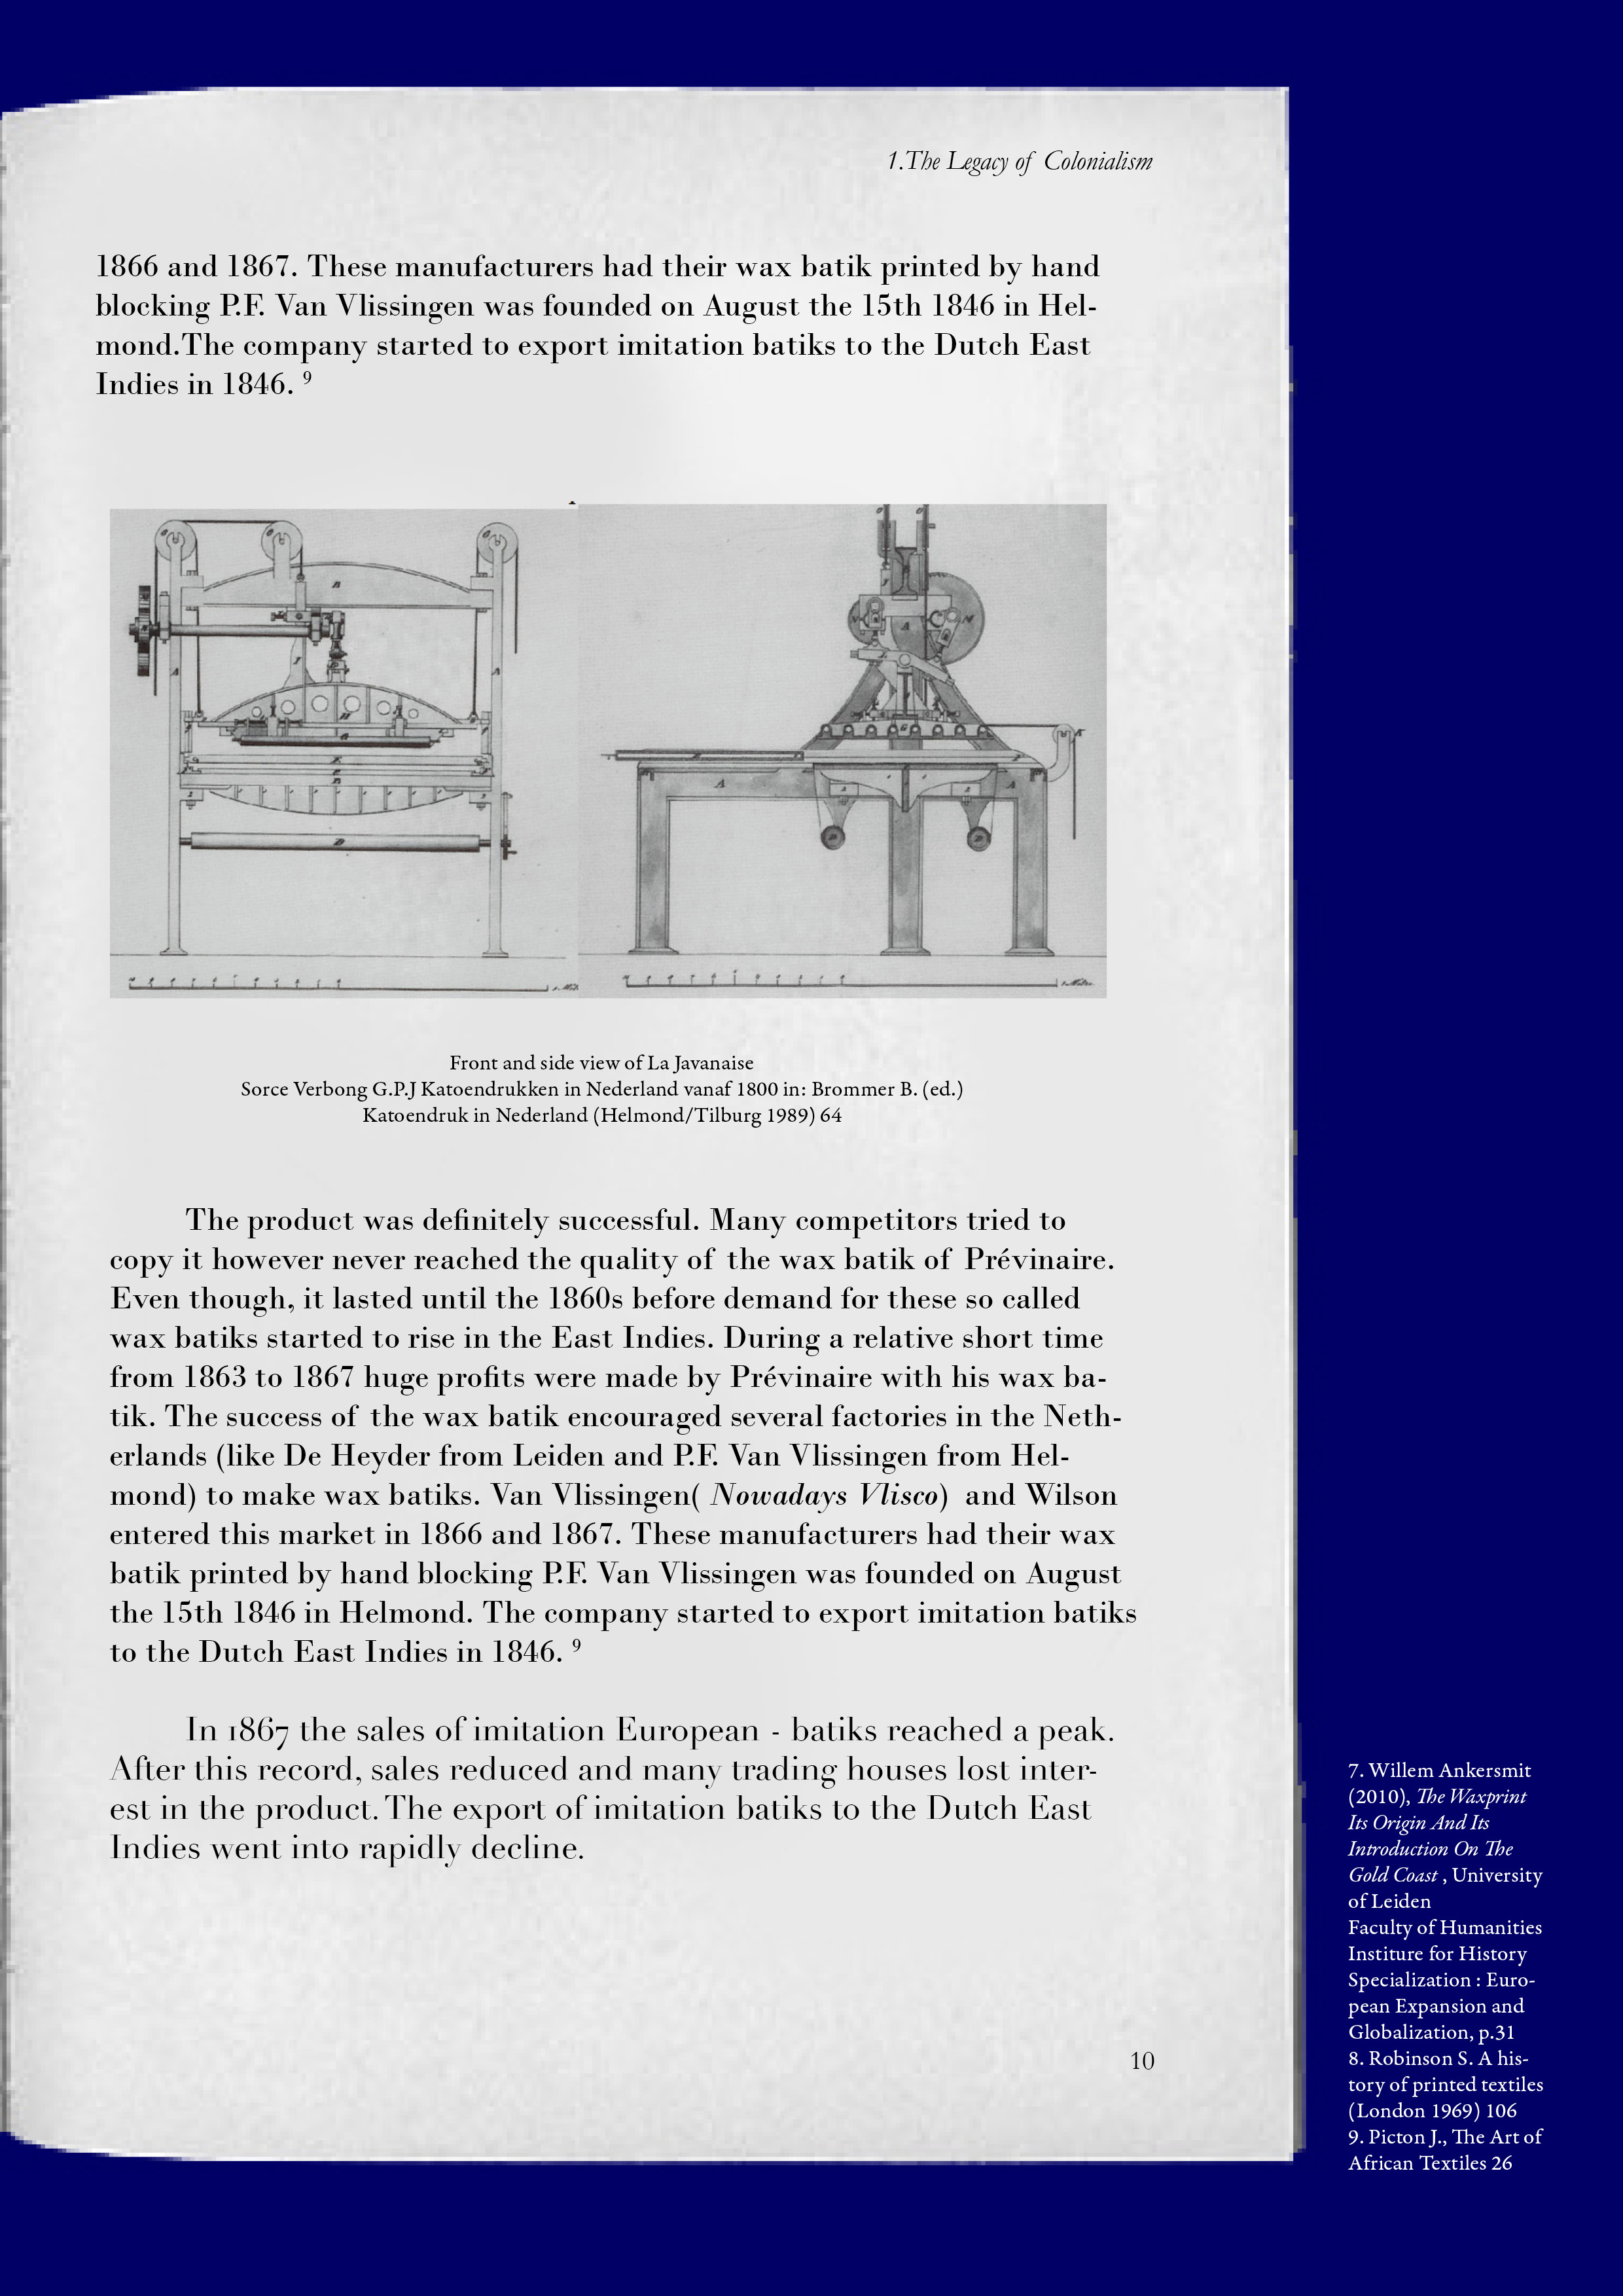 1.The Legacy of Colonialism
1866 and 1867. These manufacturers had their wax batik printed by hand
blocking P.F. Van Vlissingen was founded on August the 15th 1846 in Hel-
mond.The company started to export imitation batiks to the Dutch East
Indies in 1846. 9
Front and side view of La Javanaise
Sorce Verbong G.P.J Katoendrukken in Nederland vanaf 1800 in: Brommer B. (ed.)
Katoendruk in Nederland (Helmond/Tilburg 1989) 64
The product was definitely successful. Many competitors tried to
copy it however never reached the quality of the wax batik of Prévinaire.
Even though, it lasted until the 1860s before demand for these so called
wax batiks started to rise in the East Indies. During a relative short time
from 1863 to 1867 huge profits were made by Prévinaire with his wax ba-
tik. The success of the wax batik encouraged several factories in the Neth-
erlands (like De Heyder from Leiden and P.F. Van Vlissingen from Hel-
mond) to make wax batiks. Van Vlissingen( Nowadays Vlisco) and Wilson
entered this market in 1866 and 1867. These manufacturers had their wax
batik printed by hand blocking P.F. Van Vlissingen was founded on August
the 15th 1846 in Helmond. The company started to export imitation batiks
to the Dutch East Indies in 1846. 9
In 1867 the sales of imitation European - batiks reached a peak.
After this record, sales reduced and many trading houses lost inter-
est in the product. The export of imitation batiks to the Dutch East
Indies went into rapidly decline.
10
7. Willem Ankersmit
(2010), The Waxprint
Its Origin And Its
Introduction On The
Gold Coast , University
of Leiden
Faculty of Humanities
Institure for History
Specialization : Euro-
pean Expansion and
Globalization, p.31
8. Robinson S. A his-
tory of printed textiles
(London 1969) 106
9. Picton J., The Art of
African Textiles 26